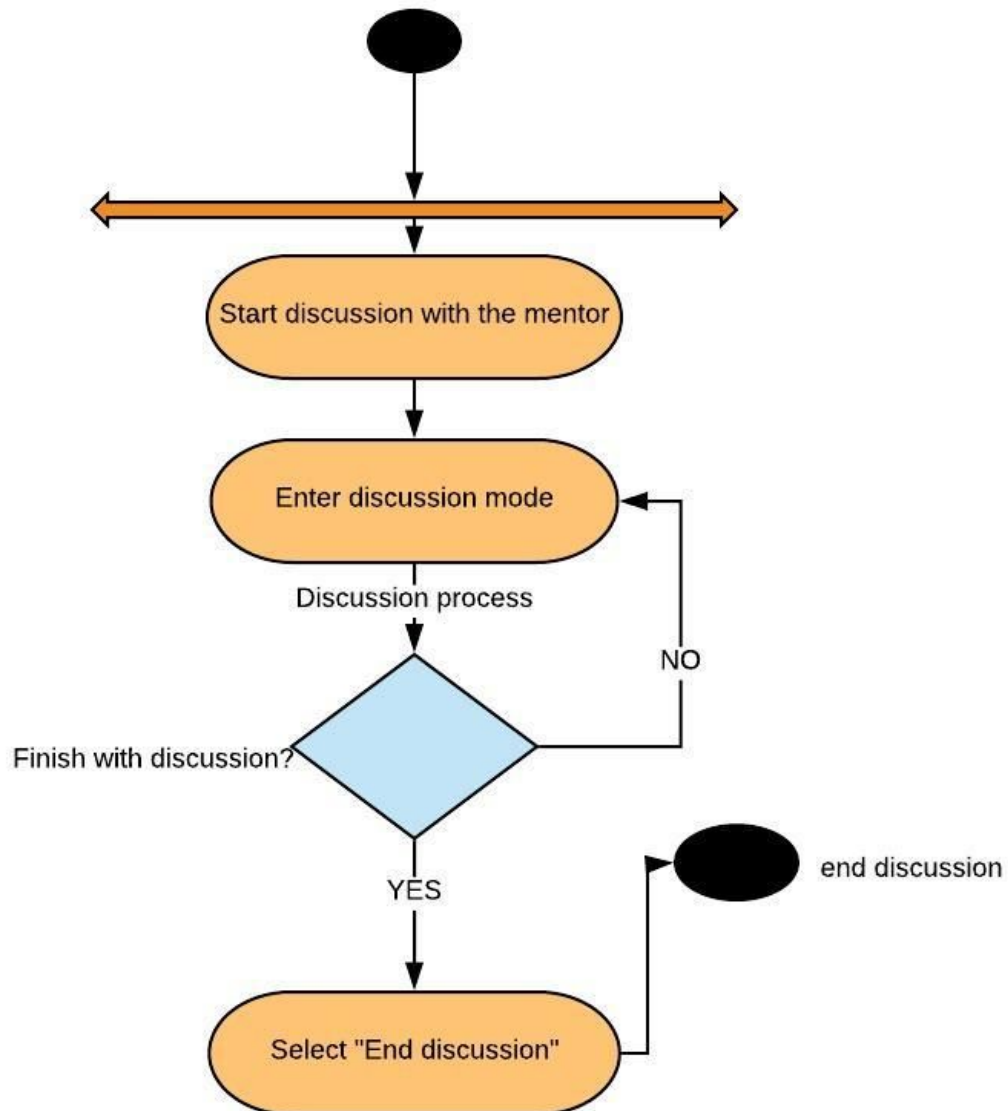 Start discussion with the mentor
Enter discussion mode
Discussion process
NO
Finish with discussion?
YES
end discussion
Select "End discussion"